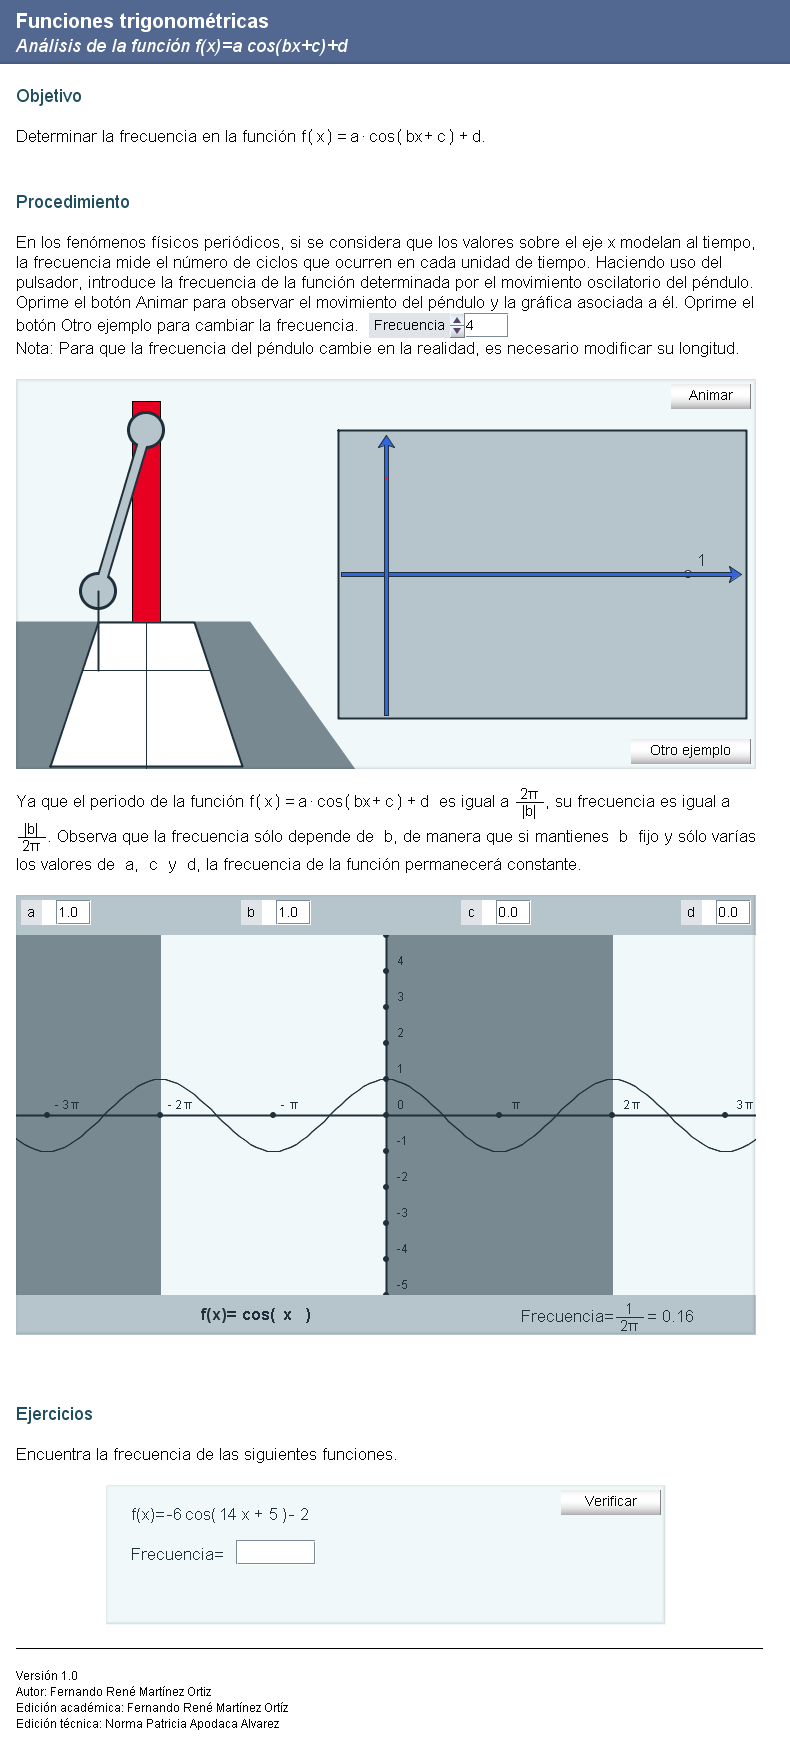 Funciones trigonométricas
Análisis de la función f(x)=a cos(bx+c)+d
Objetivo
Determinar la frecuencia en la función f( x ) = a · cos( bx+ c ) + d.
Procedimiento
En los fenómenos físicos periódicos, si se considera que los valores sobre el eje x modelan al tiempo,
la frecuencia mide el número de ciclos que ocurren en cada unidad de tiempo. Haciendo uso del
pulsador, introduce la frecuencia de la función determinada por el movimiento oscilatorio del péndulo.
Oprime el botón Animar para observar el movimiento del péndulo y la gráfica asociada a él. Oprime el
botón Otro ejemplo para cambiar la frecuencia. Frecuencia 4
Nota: Para que la frecuencia del péndulo cambie en la realidad, es necesario modificar su longitud.
Animar
1
Otro ejemplo
Ya que el periodo de la función f( x ) = a · cos( bx+ c ) + d es igual a 2π/|b|, su frecuencia es igual a
|b|/2π. Observa que la frecuencia sólo depende de b, de manera que si mantienes b fijo y sólo varías
los valores de a, c y d, la frecuencia de la función permanecerá constante.
a 1.0 b 1.0 c 0.0 d 0.0
4
3
2
1
-3π -2π -π 0 π 2π 3π
-1
-2
-3
-4
-5
f(x)= cos( x ) Frecuencia= 1/2π = 0.16
Ejercicios
Encuentra la frecuencia de las siguientes funciones.
Verificar
f(x)=-6 cos( 14 x + 5 )- 2
Frecuencia=
Versión 1.0
Autor: Fernando René Martínez Ortiz
Edición académica: Fernando René Martínez Ortíz
Edición técnica: Norma Patricia Apodaca Alvarez